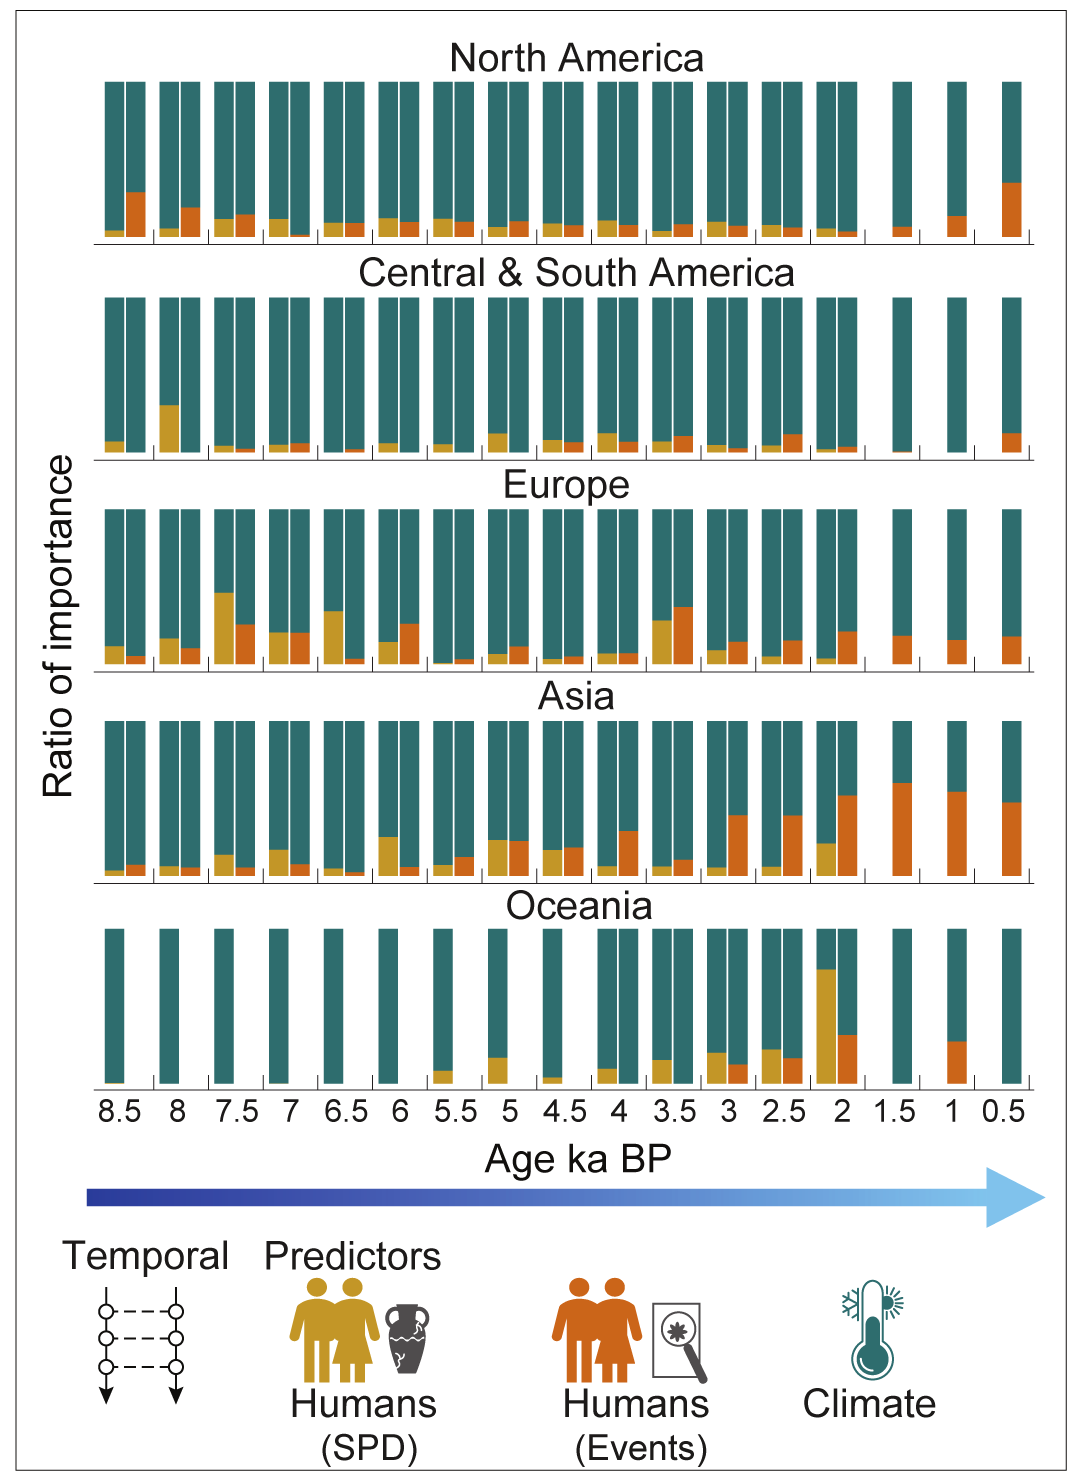 North America
Central & South America
Europe
Asia
Oceania
Ratio of importance
8.5 8 7.5 7 6.5 6 5.5 5 4.5 4 3.5 3 2.5 2 1.5 1 0.5
Age ka BP
Temporal Predictors
Humans Humans Climate
(SPD) (Events)